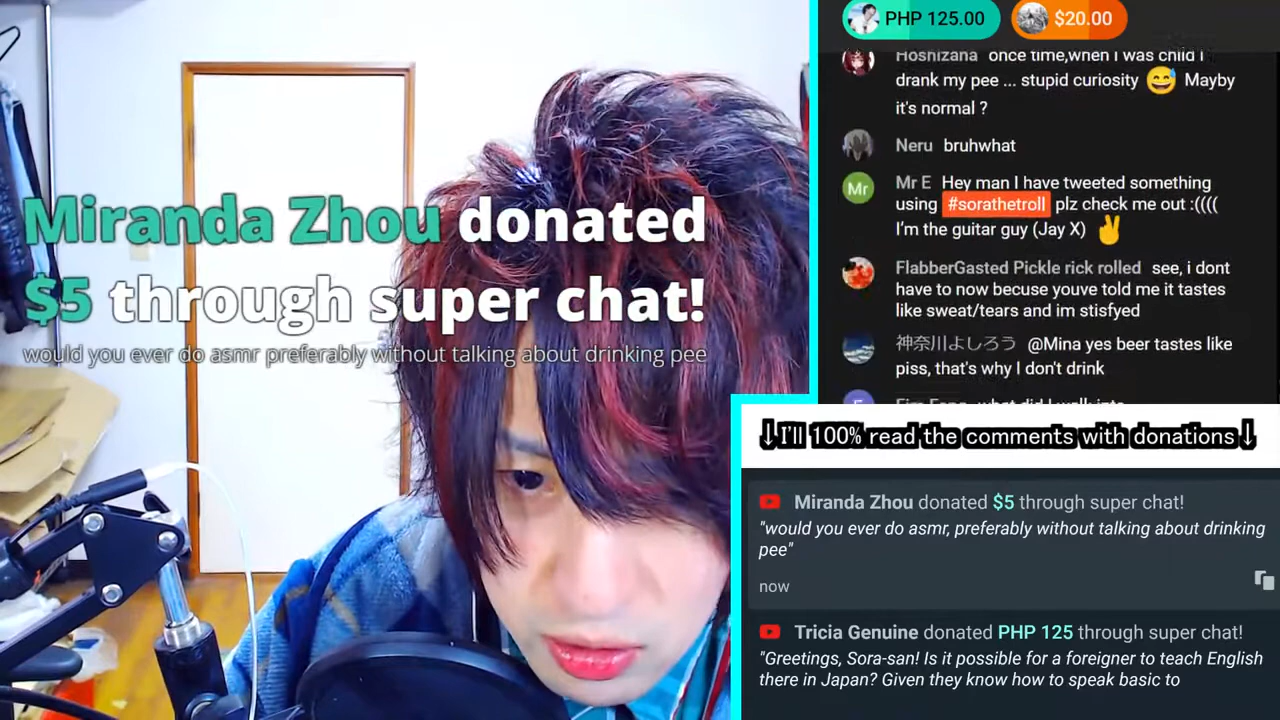 Miranda Zhou donated
$5 through super chat!
would you ever do asmr preferably without talking about drinking pee
PHP 125.00
$20.00
Hoshizana once time,when I was child I
drank my pee ... stupid curiosity 😅 Mayby
it's normal ?
Neru bruhwhat
Mr
Mr E Hey man I have tweeted something
using #sorathetroll plz check me out :((((
I'm the guitar guy (Jay X) ✌
FlabberGasted Pickle rick rolled see, i dont
have to now becuse youve told me it tastes
like sweat/tears and im stisfyed
神奈川よしろう @Mina yes beer tastes like
piss, that's why I don't drink
↓I'll 100% read the comments with donations↓
Miranda Zhou donated $5 through super chat!
"would you ever do asmr, preferably without talking about drinking
pee"
now
Tricia Genuine donated PHP 125 through super chat!
"Greetings, Sora-san! Is it possible for a foreigner to teach English
there in Japan? Given they know how to speak basic to